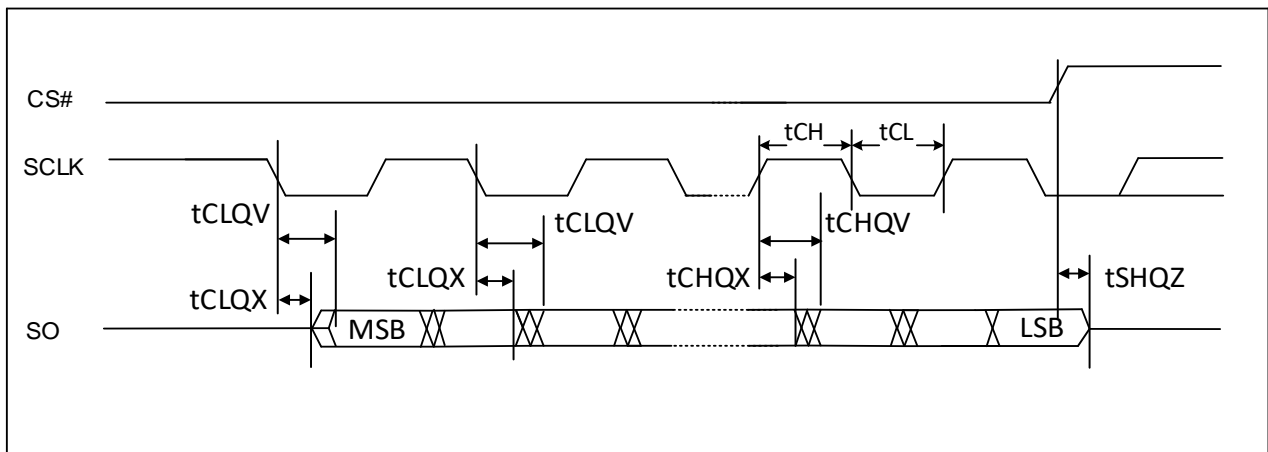 CS#
tCH
tCL
SCLK
tCLQV
tCLQV
tCHQV
tCLQX
tCLQX
tCHQX
tSHQZ
SO
MSB
LSB